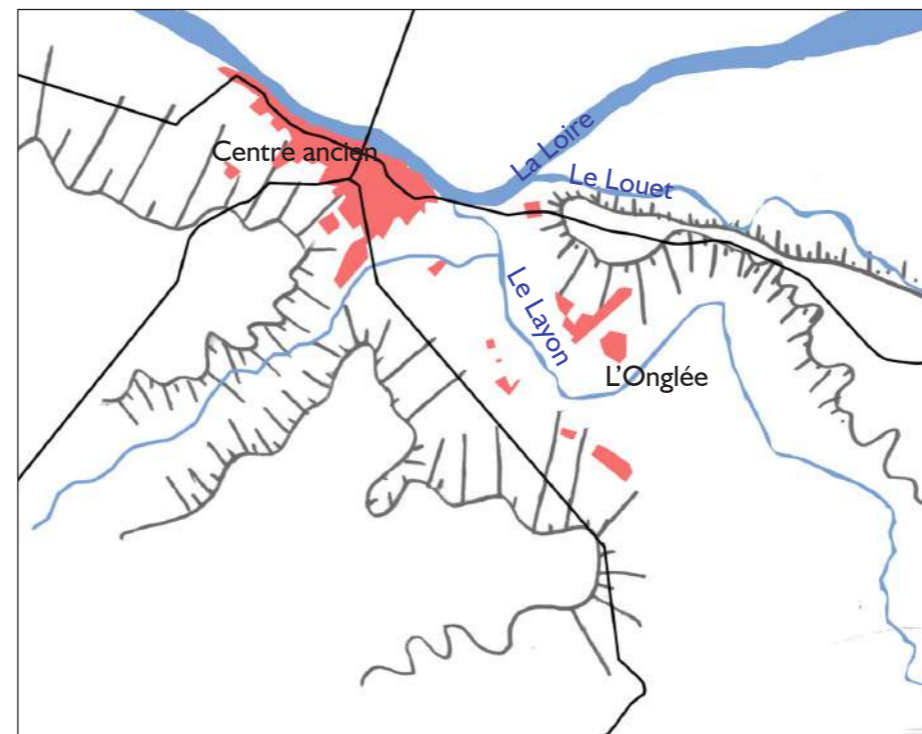 Centre ancien
La Loire
Le Louet
Le Layon
L'Onglée